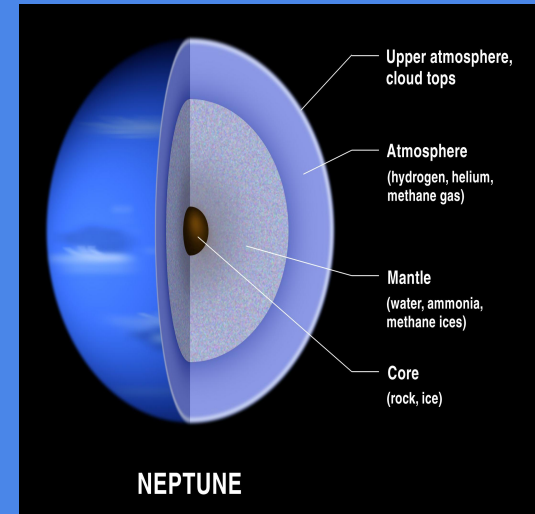 Upper atmosphere,
cloud tops
Atmosphere
(hydrogen, helium,
methane gas)
Mantle
(water, ammonia,
methane ices)
Core
(rock, ice)
NEPTUNE